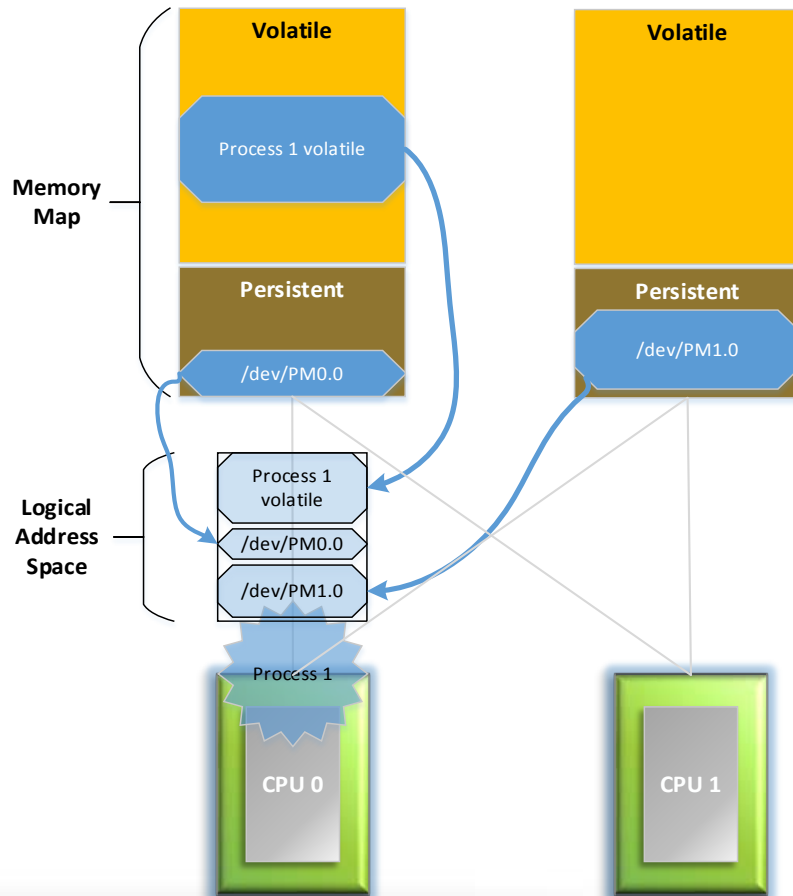 Volatile
Volatile
Process 1 volatile
Memory
Map
Persistent
Persistent
/dev/PM1.0
/dev/PM0.0
Process 1
volatile
Logical
Address
Space
/dev/PM0.0
/dev/PM1.0
Process 1
CPU 0
CPU 1